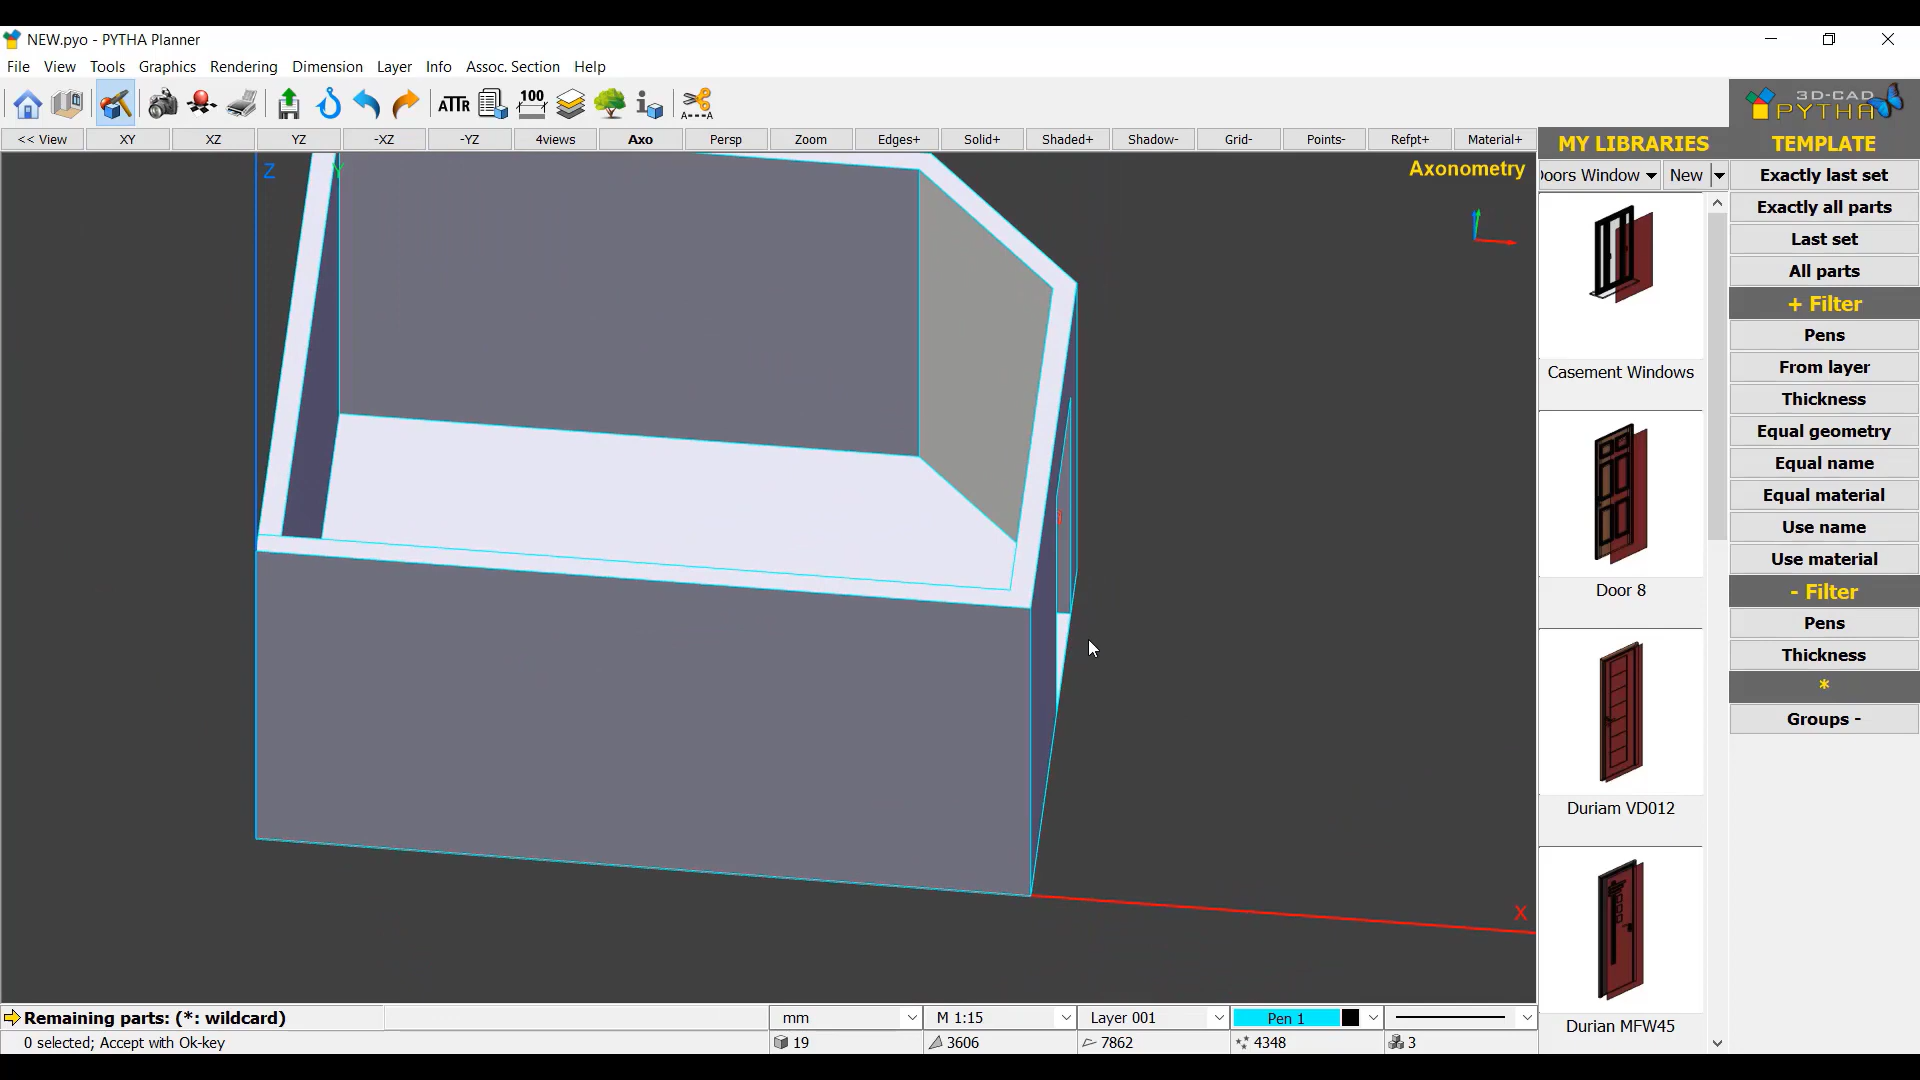 NEW.pyo - PYTHA Planner
File View Tools Graphics Rendering Dimension Layer Info Assoc. Section Help
ATTR 100 3D-CAD PYTHA
<< View XY XZ YZ -XZ -YZ 4views Axo Persp Zoom Edges+ Solid+ Shaded+ Shadow- Grid- Points- Refpt+ Material+
MY LIBRARIES TEMPLATE
Axonometry
Z Y X
oors Window New
Casement Windows
Door 8
Duriam VD012
Durian MFW45
Exactly last set
Exactly all parts
Last set
All parts
+ Filter
Pens
From layer
Thickness
Equal geometry
Equal name
Equal material
Use name
Use material
- Filter
Pens
Thickness
*
Groups -
Remaining parts: (*: wildcard) mm M 1:15 Layer 001 Pen 1
0 selected; Accept with Ok-key 19 3606 7862 4348 3